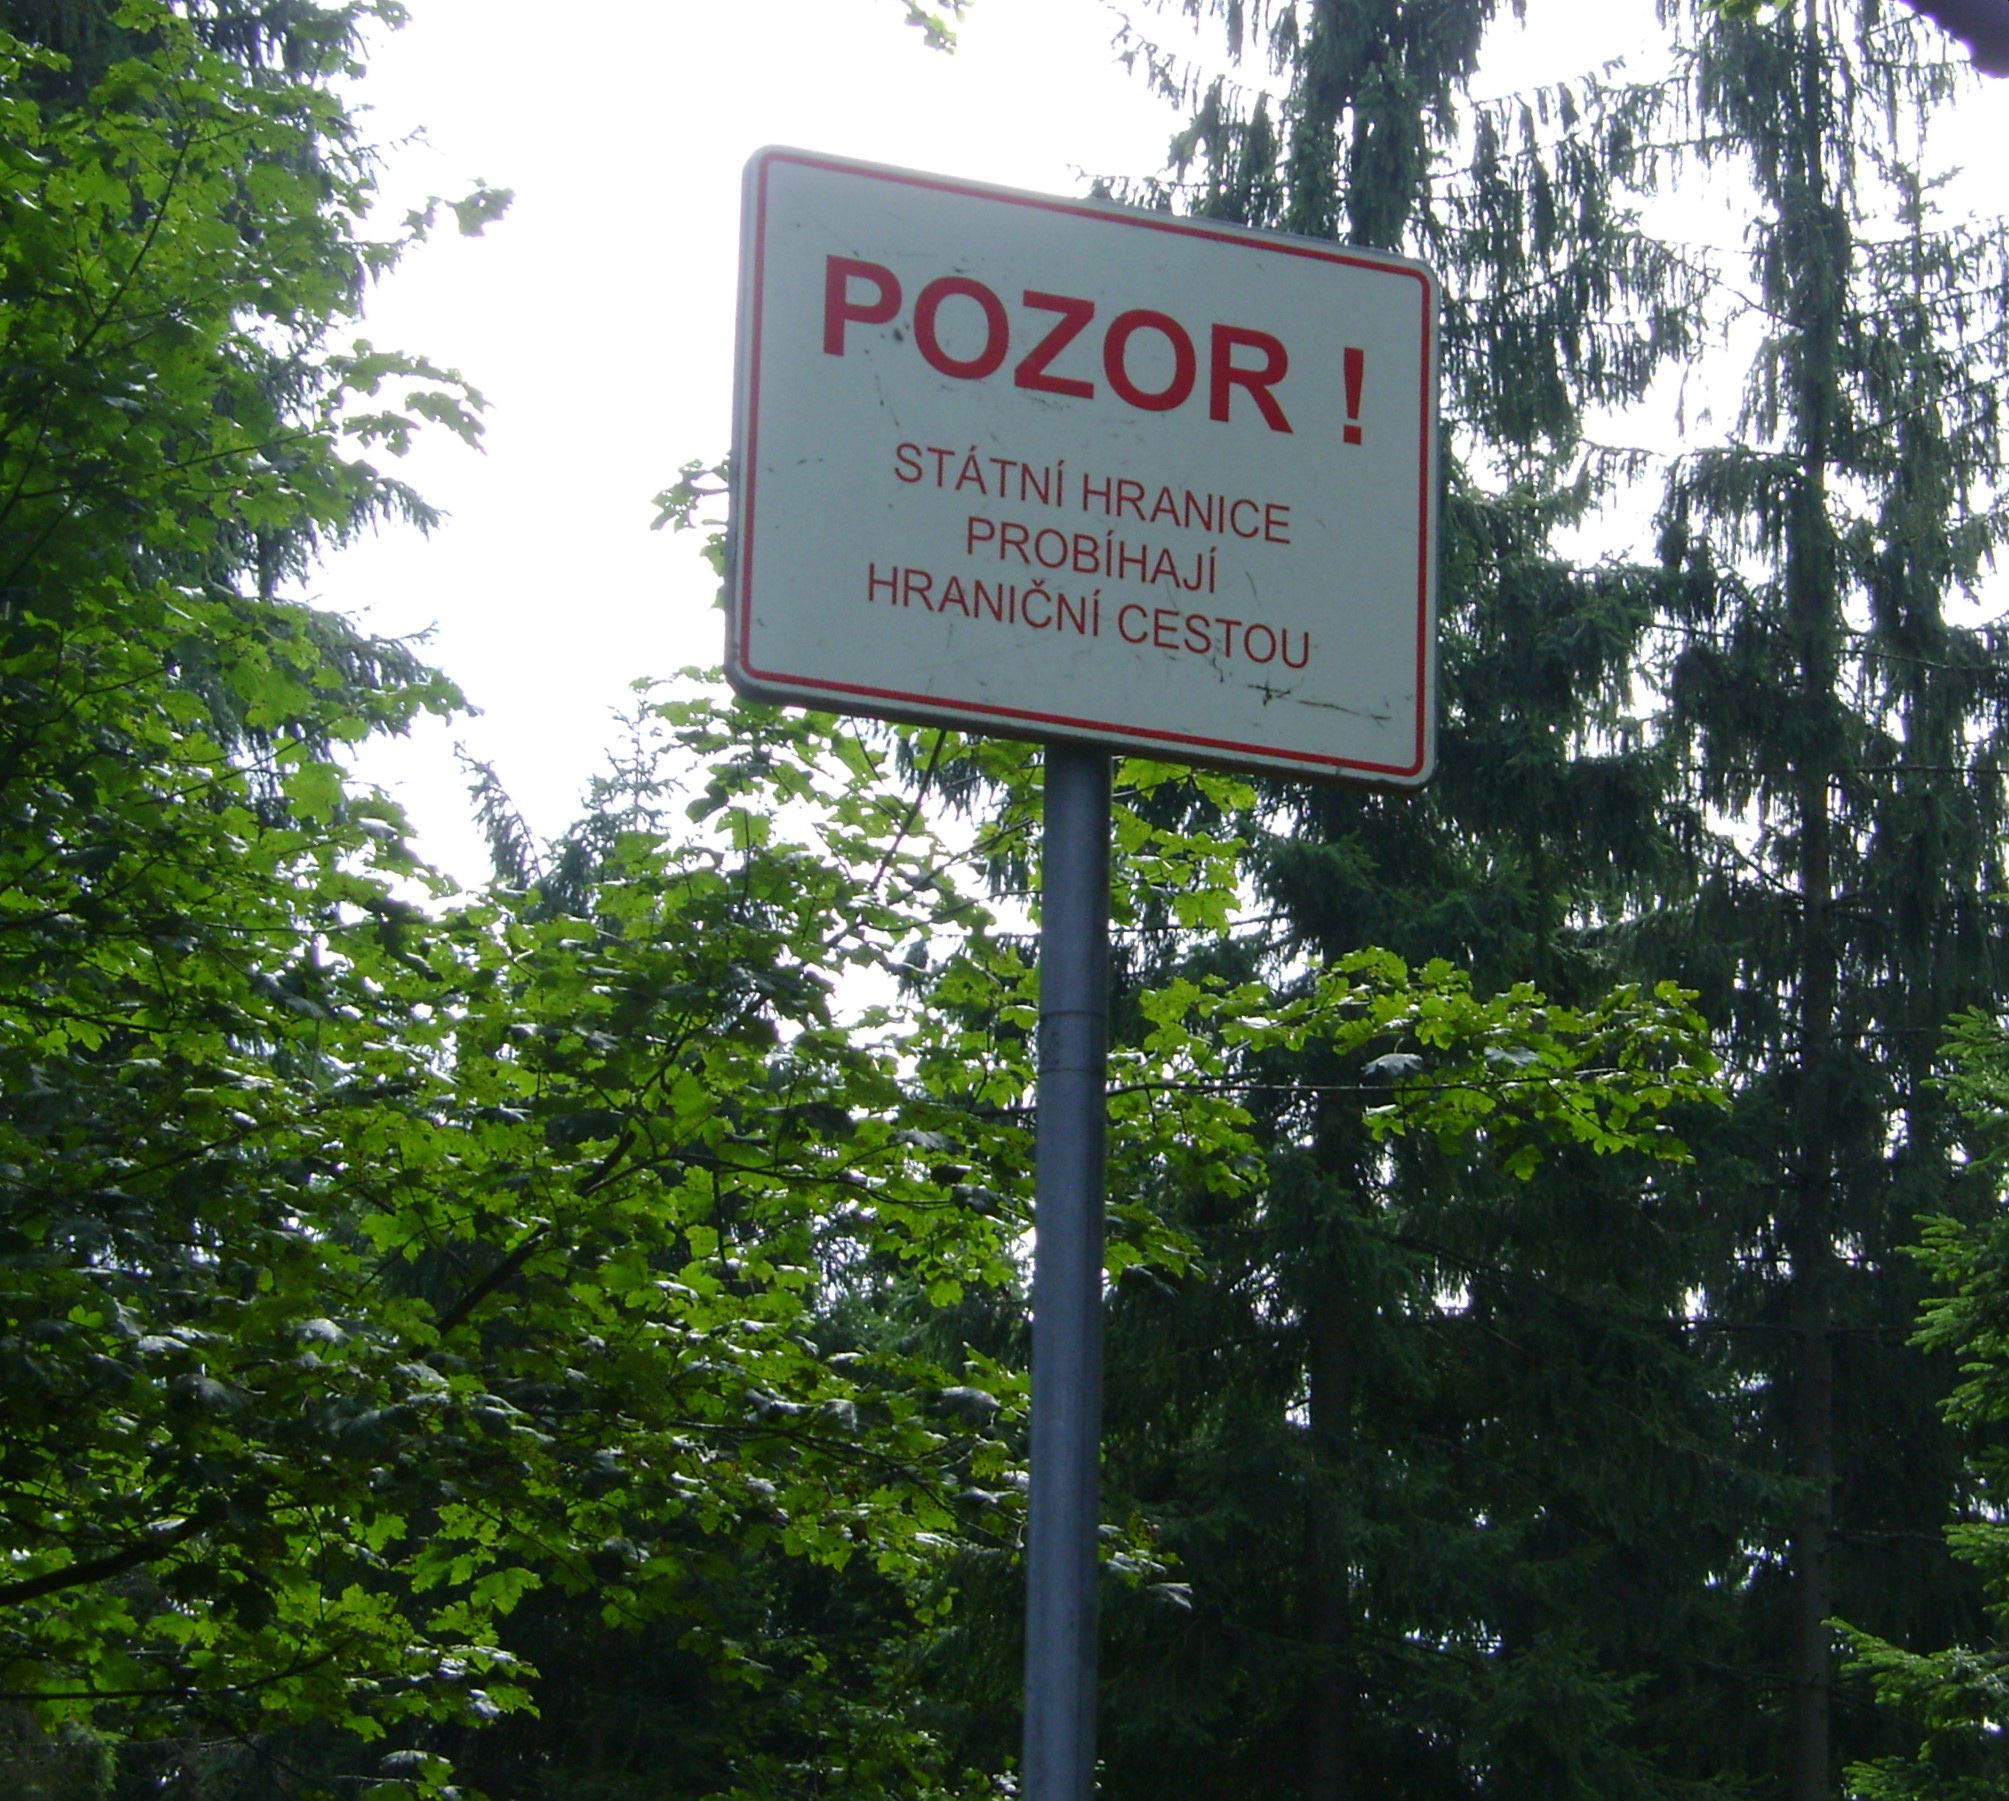 POZOR !
STÁTNÍ HRANICE
PROBÍHAJÍ
HRANIČNÍ CESTOU